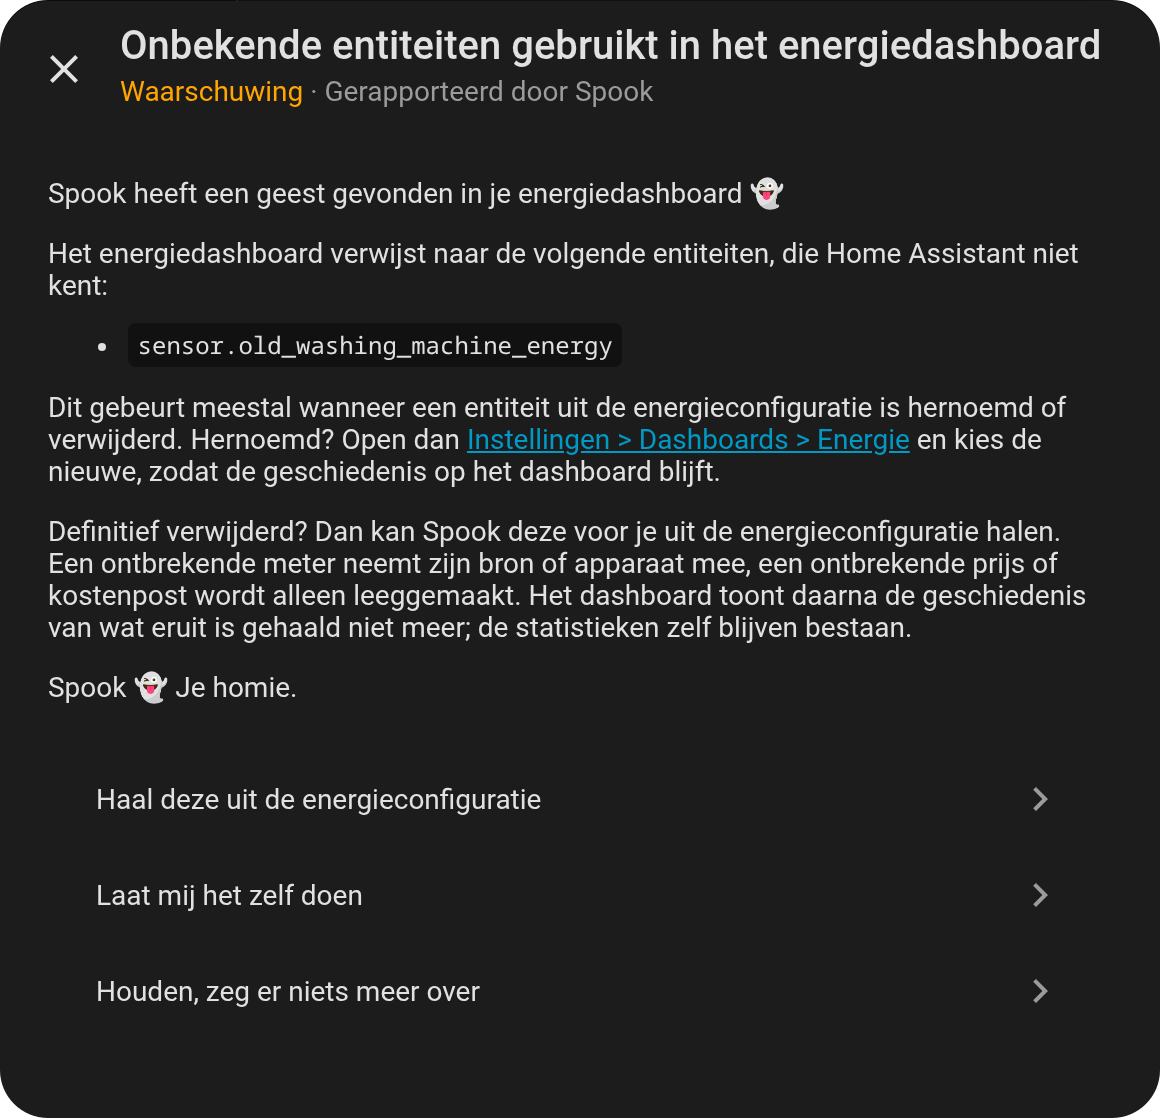 Onbekende entiteiten gebruikt in het energiedashboard
Waarschuwing · Gerapporteerd door Spook
Spook heeft een geest gevonden in je energiedashboard 👻
Het energiedashboard verwijst naar de volgende entiteiten, die Home Assistant niet
kent:
• sensor.old_washing_machine_energy
Dit gebeurt meestal wanneer een entiteit uit de energieconfiguratie is hernoemd of
verwijderd. Hernoemd? Open dan Instellingen > Dashboards > Energie en kies de
nieuwe, zodat de geschiedenis op het dashboard blijft.
Definitief verwijderd? Dan kan Spook deze voor je uit de energieconfiguratie halen.
Een ontbrekende meter neemt zijn bron of apparaat mee, een ontbrekende prijs of
kostenpost wordt alleen leeggemaakt. Het dashboard toont daarna de geschiedenis
van wat eruit is gehaald niet meer; de statistieken zelf blijven bestaan.
Spook 👻 Je homie.
Haal deze uit de energieconfiguratie
Laat mij het zelf doen
Houden, zeg er niets meer over